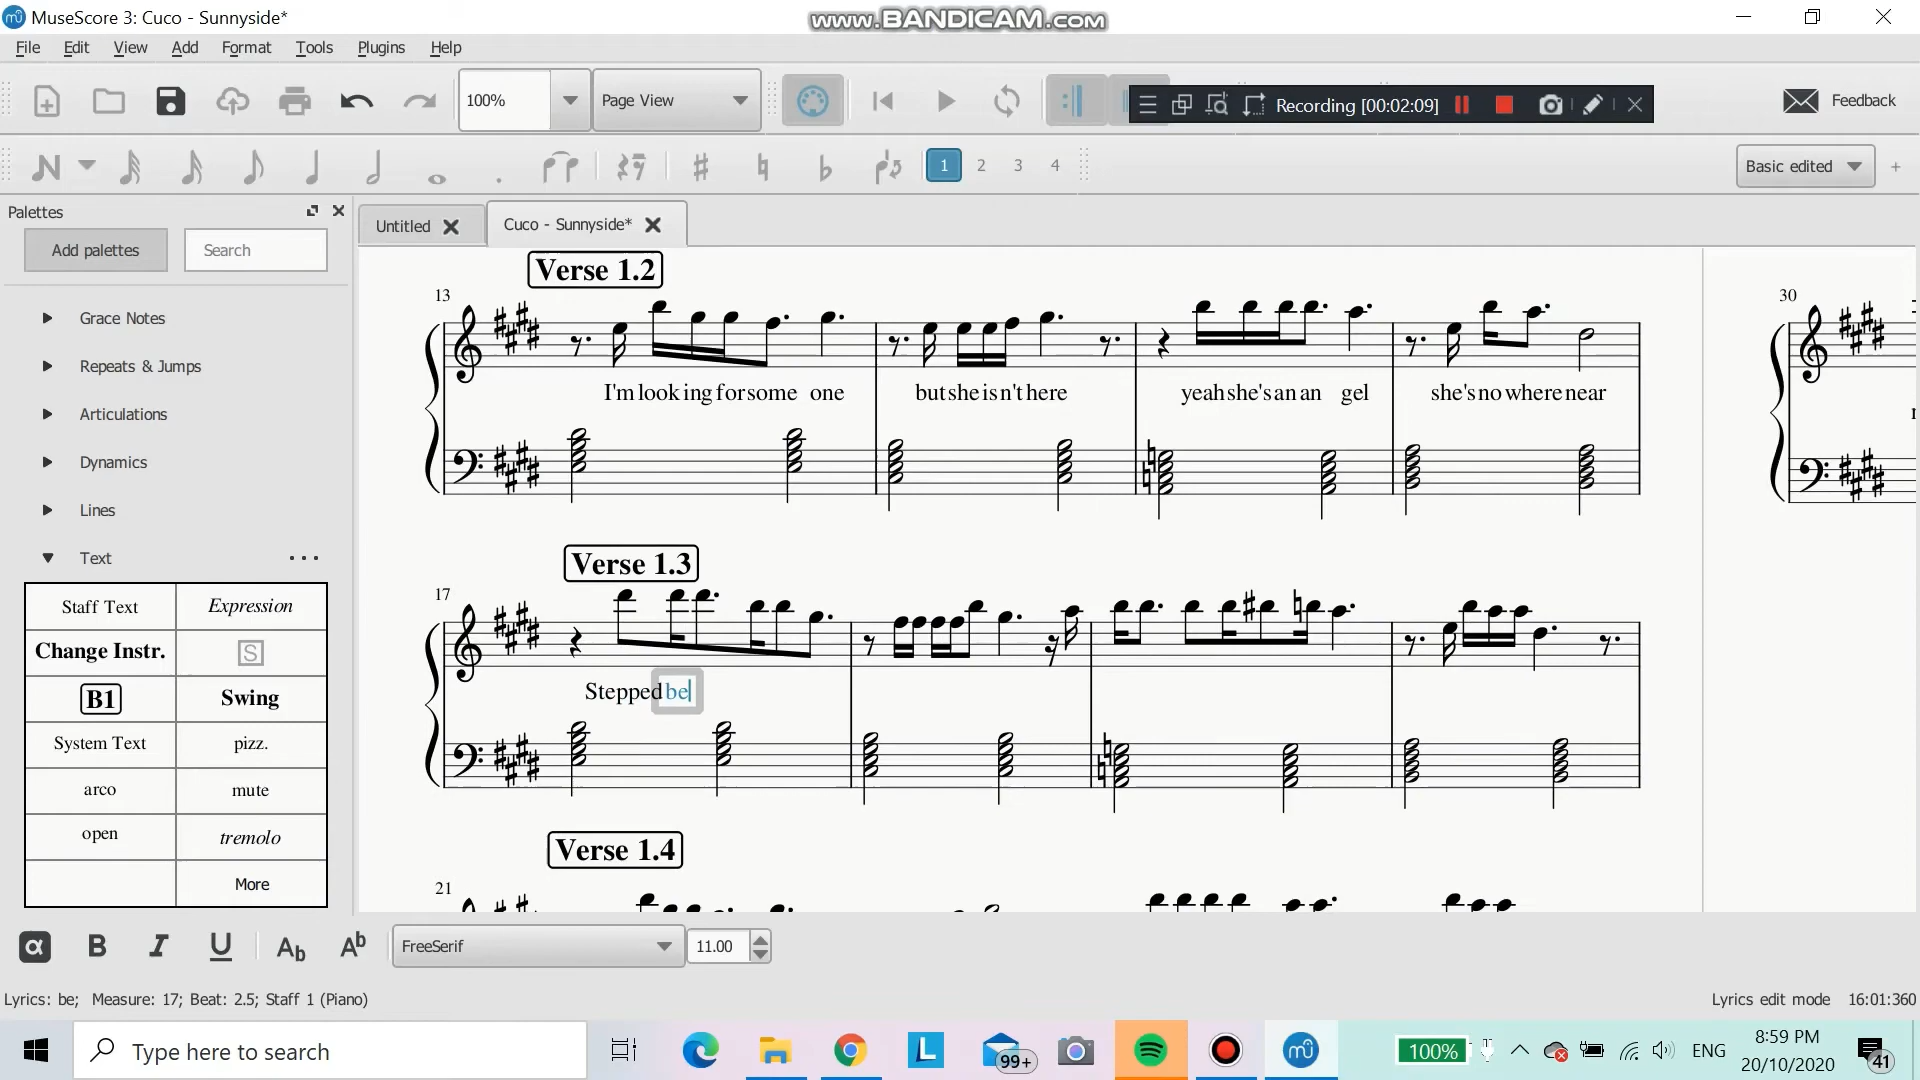 MuseScore 3: Cuco - Sunnyside*
www.BANDICAM.com
File Edit View Add Format Tools Plugins Help
100% Page View
Recording [00:02:09]
Feedback
1 2 3 4
Basic edited
+
Palettes
Add palettes
Search
Untitled
Cuco - Sunnyside*
Grace Notes
Repeats & Jumps
Articulations
Dynamics
Lines
Text
...
Staff Text Expression
Change Instr. S
B1 Swing
System Text pizz.
arco mute
open tremolo
More
Verse 1.2
13
30
I'm look ing for some one but she is n't here yeah she's an an gel she's no where near
Verse 1.3
17
Stepped be
Verse 1.4
21
B I U Ab Ab FreeSerif 11.00
Lyrics: be; Measure: 17; Beat: 2.5; Staff 1 (Piano)
Lyrics edit mode 16:01:360
Type here to search
L
99+
100%
ENG
8:59 PM
20/10/2020
41